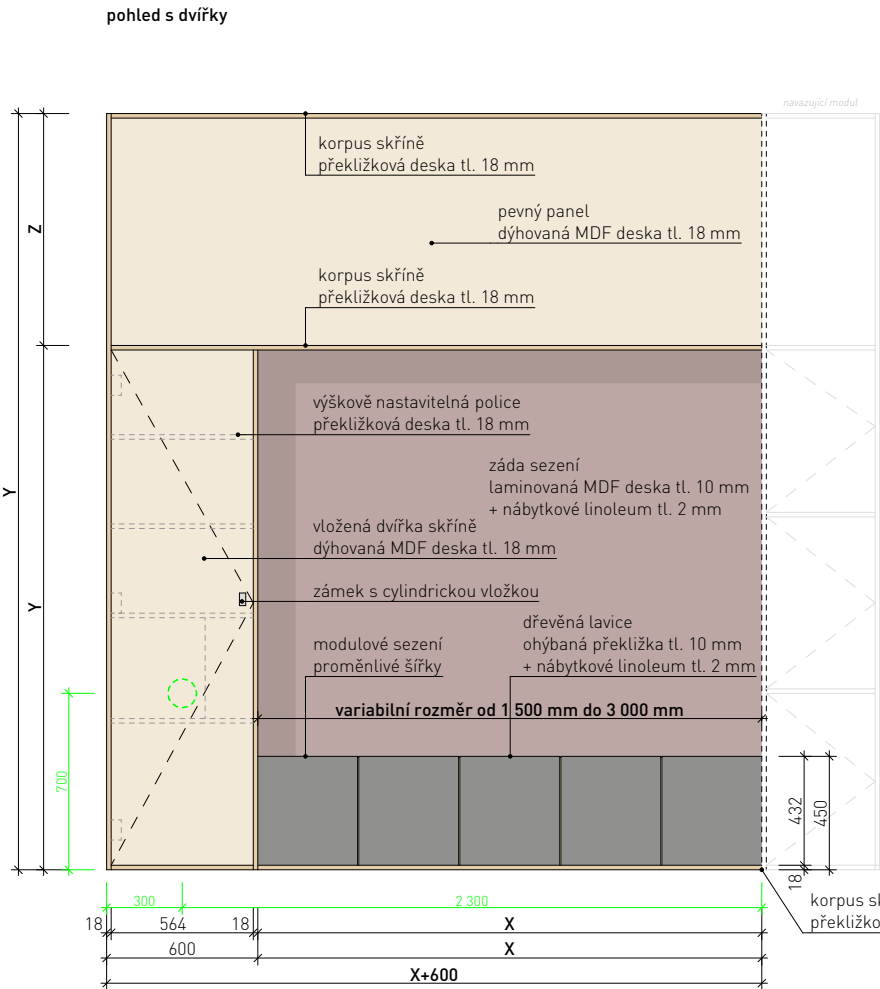 pohled s dvířky
navazující modul
korpus skříně
překližková deska tl. 18 mm
pevný panel
dýhovaná MDF deska tl. 18 mm
Z
korpus skříně
překližková deska tl. 18 mm
výškově nastavitelná police
překližková deska tl. 18 mm
záda sezení
laminovaná MDF deska tl. 10 mm
+ nábytkové linoleum tl. 2 mm
Y
vložená dvířka skříně
dýhovaná MDF deska tl. 18 mm
zámek s cylindrickou vložkou
Y
dřevěná lavice
ohýbaná překližka tl. 10 mm
+ nábytkové linoleum tl. 2 mm
modulové sezení
proměnlivé šířky
variabilní rozměr od 1 500 mm do 3 000 mm
700
432
450
18
300
2 300
korpus sk
překližko
18
564
18
X
600
X
X+600